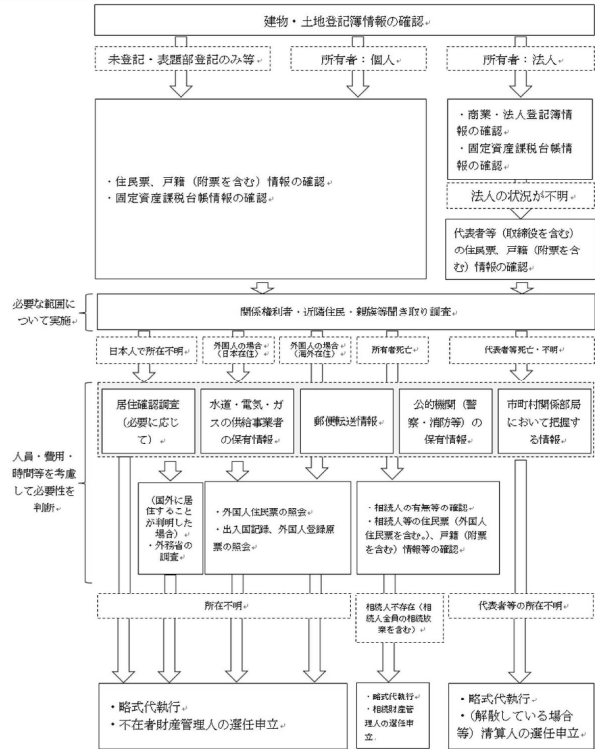 建物・土地登記簿情報の確認
未登記・表題部登記のみ等
所有者：個人
所有者：法人
・商業・法人登記簿情
報の確認
・固定資産課税台帳情
報の確認
・住民票、戸籍（附票を含む）情報の確認
・固定資産課税台帳情報の確認
法人の状況が不明
代表者等（取締役を含む）
の住民票、戸籍（附票を含
む）情報の確認
必要な範囲に
ついて実施
関係権利者・近隣住民・親族等聞き取り調査
日本人で所在不明
外国人の場合
（日本在住）
外国人の場合
（海外在住）
所有者死亡
代表者等死亡・不明
居住確認調査
（必要に応じ
て）
水道・電気・ガ
スの供給事業者
の保有情報
郵便転送情報
公的機関（警
察・消防等）の
保有情報
市町村関係部局
において把握す
る情報
人員・費用・
時間等を考慮
して必要性を
判断
（国外に居
住すること
が判明した
場合）
・外務省の
調査
・外国人住民票の照会
・出入国記録、外国人登録原
票の照会
・相続人の有無等の確認
・相続人等の住民票（外国人
住民票を含む。）、戸籍（附票
を含む）情報等の確認
所在不明
相続人不存在（相
続人全員の相続放
棄を含む）
代表者等の所在不明
・略式代執行
・不在者財産管理人の選任申立
・略式代執行
・相続財産管
理人の選任申
立
・略式代執行
・（解散している場合
等）清算人の選任申立